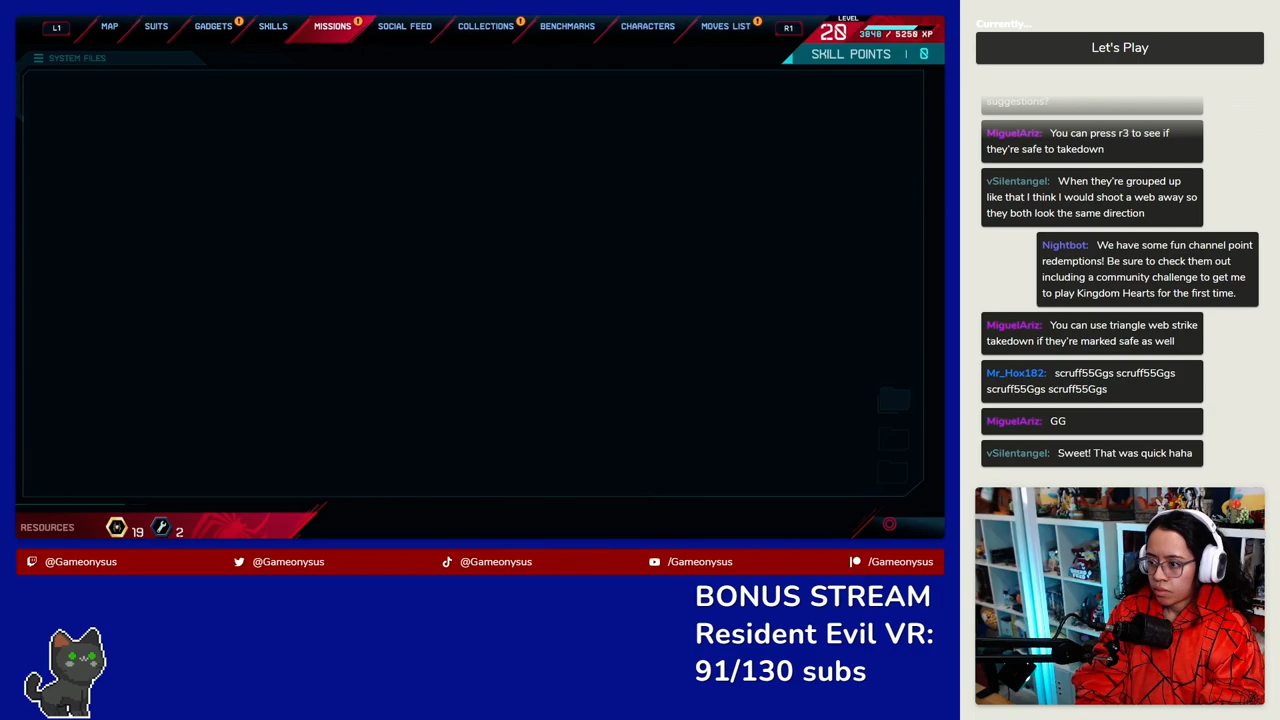 L1
MAP
SUITS
GADGETS !
SKILLS
MISSIONS !
SOCIAL FEED
COLLECTIONS !
BENCHMARKS
CHARACTERS
MOVES LIST !
R1
LEVEL
20
3848 / 5250 XP
SKILL POINTS | 0
SYSTEM FILES
RESOURCES
19
2
@Gameonysus
@Gameonysus
@Gameonysus
/Gameonysus
/Gameonysus
BONUS STREAM
Resident Evil VR:
91/130 subs
Currently...
Let's Play
suggestions?
MiguelAriz: You can press r3 to see if
they're safe to takedown
vSilentangel: When they're grouped up
like that I think I would shoot a web away so
they both look the same direction
Nightbot: We have some fun channel point
redemptions! Be sure to check them out
including a community challenge to get me
to play Kingdom Hearts for the first time.
MiguelAriz: You can use triangle web strike
takedown if they're marked safe as well
Mr_Hox182: scruff55Ggs scruff55Ggs
scruff55Ggs scruff55Ggs
MiguelAriz: GG
vSilentangel: Sweet! That was quick haha